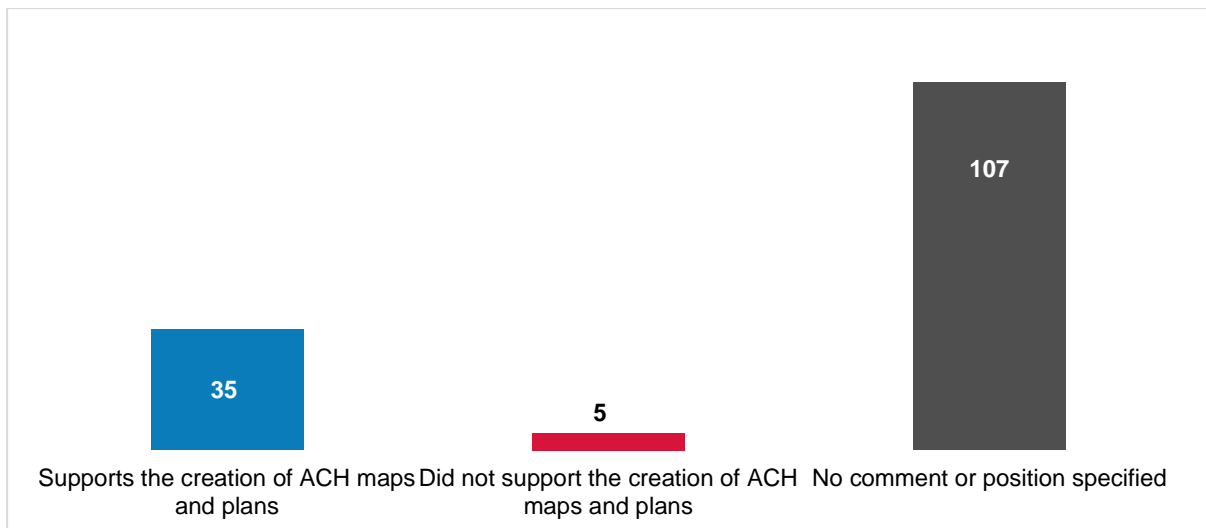 107
35
5
Supports the creation of ACH maps
and plans
Did not support the creation of ACH
maps and plans
No comment or position specified